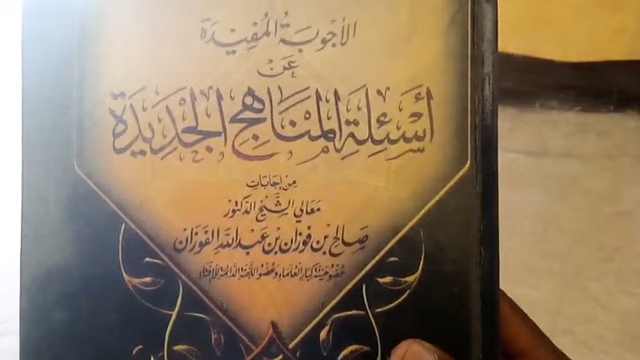 الأجوبة المفيدة
عن
أسئلة المناهج الجديدة
من إجابات
معالي الشيخ الدكتور
صالح بن فوزان بن عبد الله الفوزان
عضو هيئة كبار العلماء وعضو اللجنة الدائمة للإفتاء